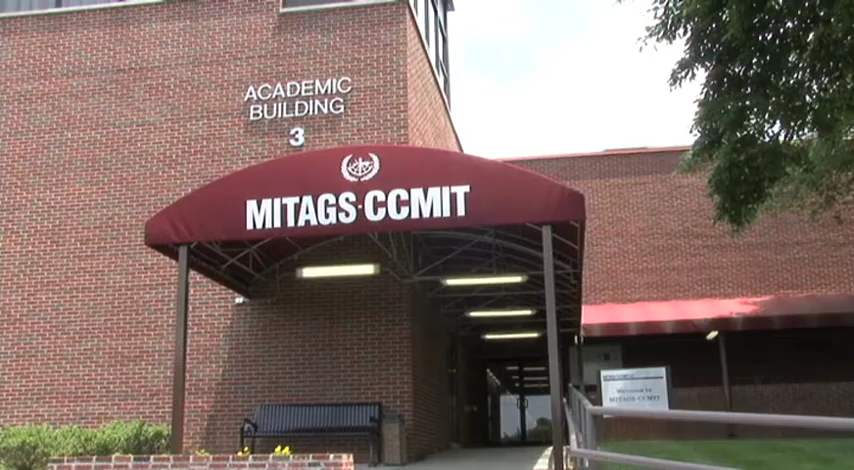 ACADEMIC
BUILDING
3
MITAGS·CCMIT
Welcome to
MITAGS·CCMIT